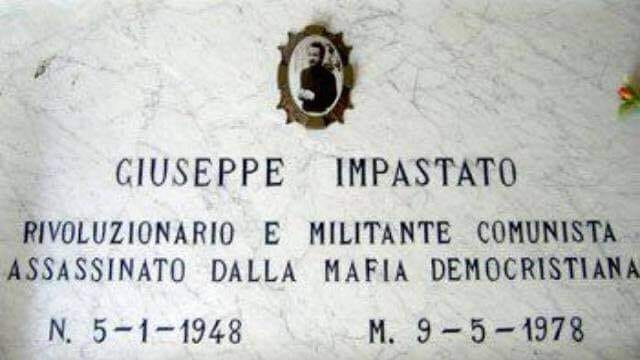 GIUSEPPE IMPASTATO
RIVOLUZIONARIO E MILITANTE COMUNISTA
ASSASSINATO DALLA MAFIA DEMOCRISTIANA
N. 5-1-1948 M. 9-5-1978